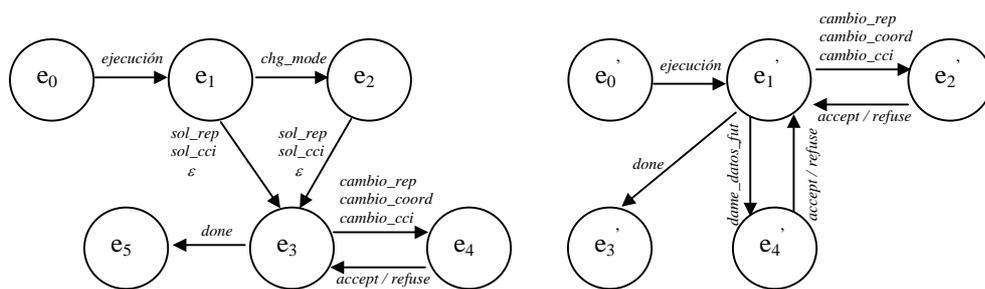 ejecución
chg_mode
e0
e1
e2
sol_rep
sol_cci
ε
sol_rep
sol_cci
ε
cambio_rep
cambio_coord
cambio_cci
done
e5
e3
e4
accept / refuse
cambio_rep
cambio_coord
cambio_cci
ejecución
e0’
e1’
e2’
accept / refuse
done
dame_datos_fut
accept / refuse
e3’
e4’